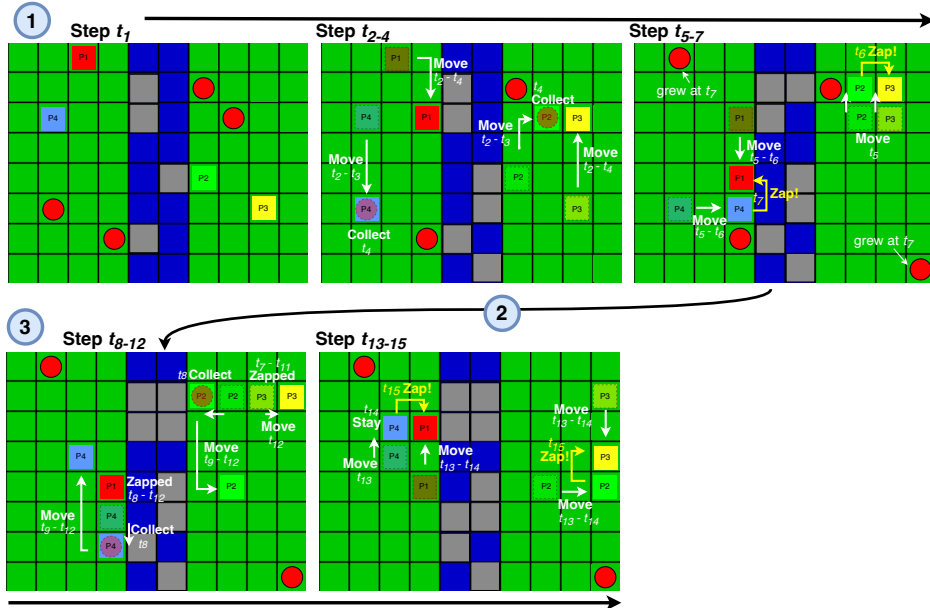 1
Step t1
Step t2-4
Step t5-7
P1
P4
P2
P3
P1
Move
t2 - t4
P4
P1
t4
Collect
P2
P3
Move
t2 - t3
Move
t2 - t3
P2
Move
t2 - t4
P4
P3
Collect
t4
t6 Zap!
P2
P3
grew at t7
P1
P2
P3
Move
t5
Move
t5 - t6
P1
Zap!
t7
P4
P4
Move
t5 - t6
grew at t7
3
2
Step t8-12
Step t13-15
t7 - t11
t8 Collect
Zapped
P2
P2
P3
P3
Move
t12
Move
t9 - t12
P4
P1
Zapped
t8 - t12
P2
Move
t9 - t12
P4
Collect
t8
P4
t15 Zap!
t14
Stay
P4
P1
P4
Move
t13
Move
t13 - t14
P1
P3
Move
t13 - t14
t15
Zap!
P3
P2
P2
Move
t13 - t14